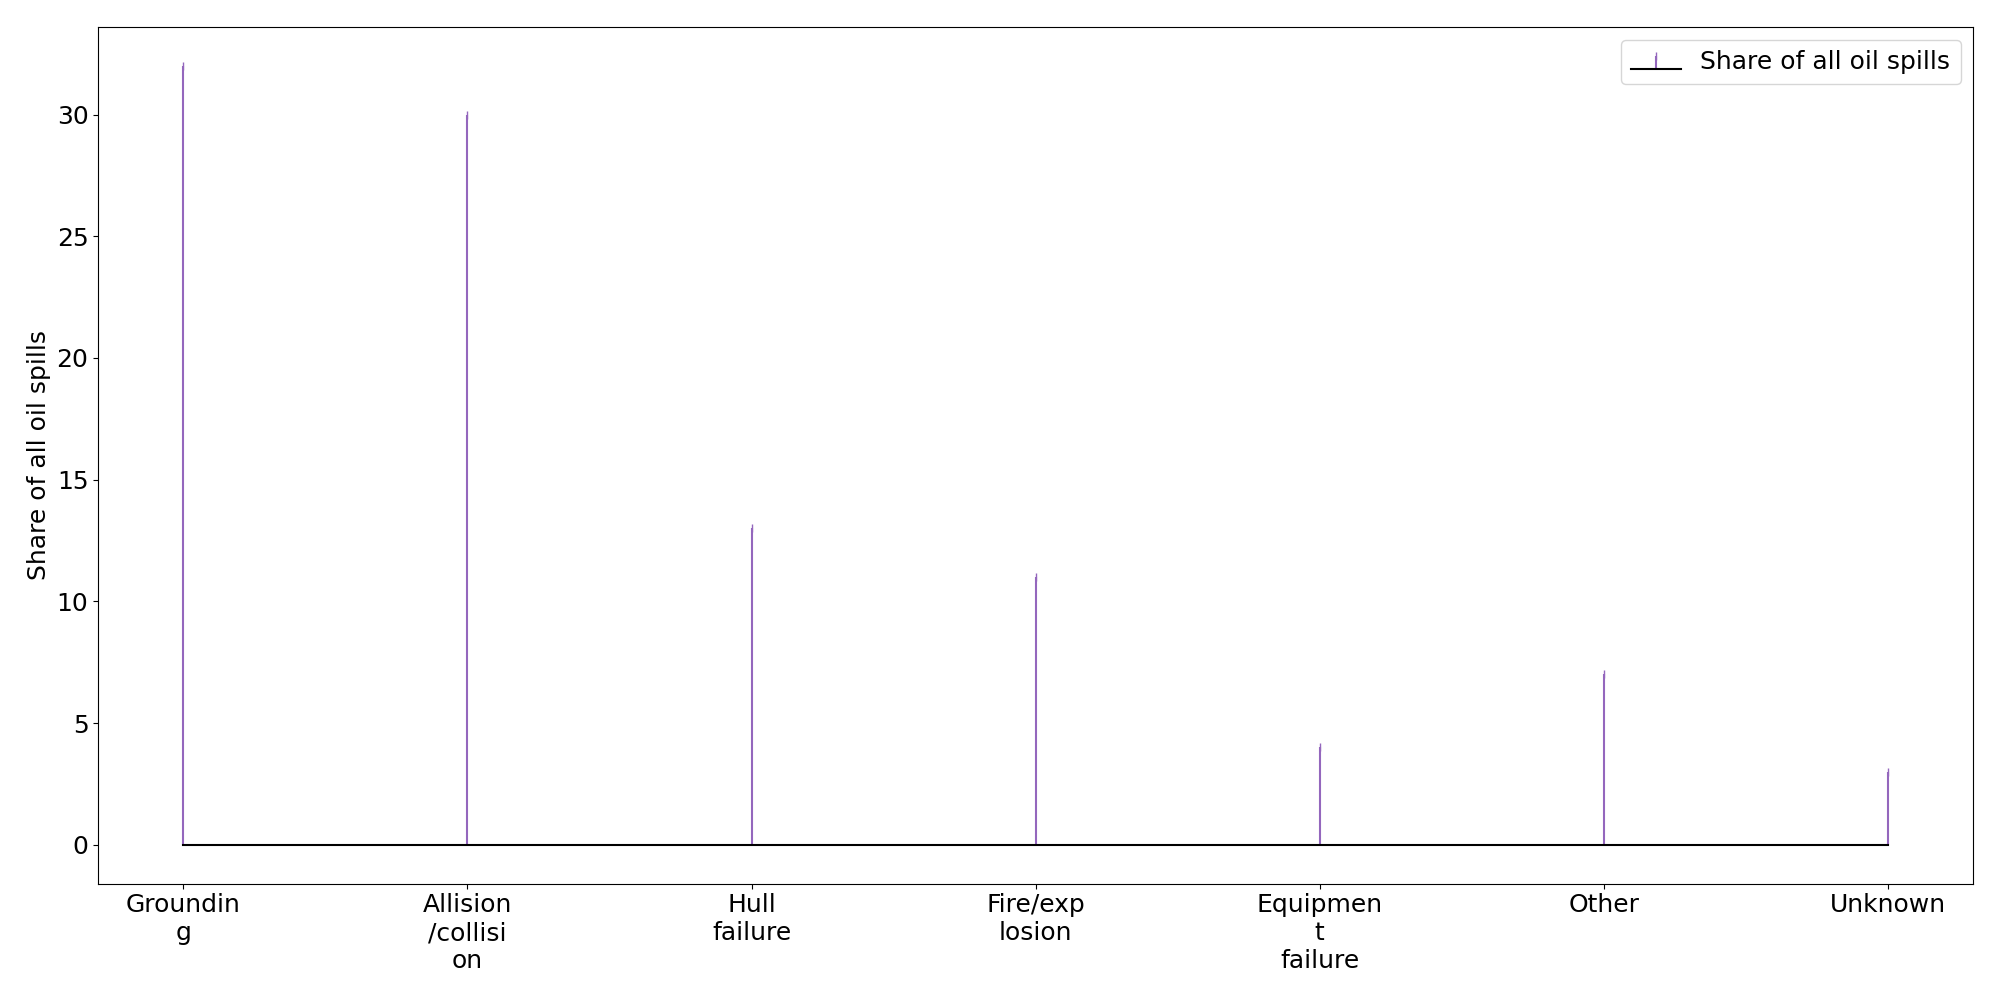 Share of all oil spills
Share of all oil spills
30
25
20
15
10
5
0
Groundin
g
Allision
/collisi
on
Hull
failure
Fire/exp
losion
Equipmen
t
failure
Other
Unknown